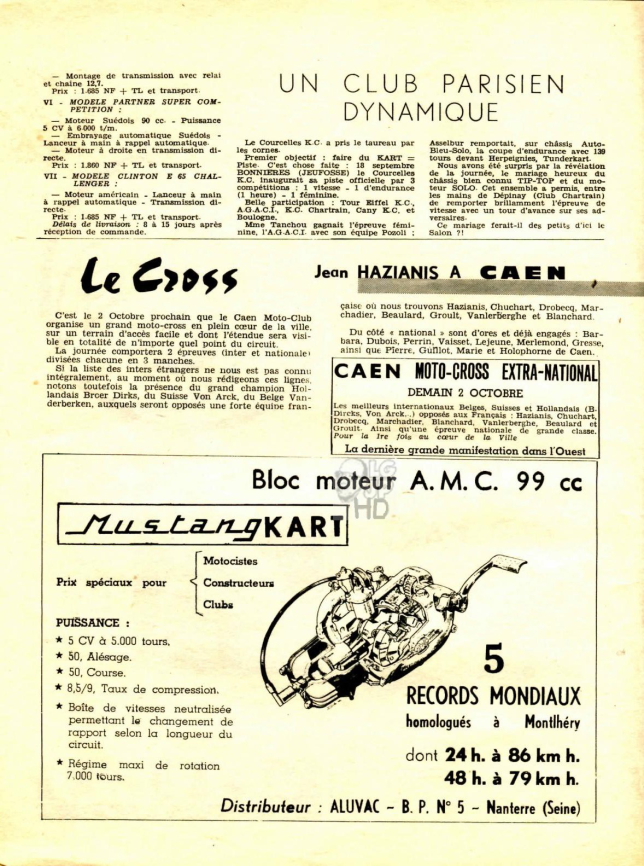 — Montage de transmission avec relai
et chaîne 12,7.
Prix : 1.685 NF + TL et transport.
VI - MODELE PARTNER SUPER COM-
PETITION :
— Moteur Suédois 90 cc. - Puissance
5 CV à 6.000 t/m.
— Embrayage automatique Suédois -
Lanceur à main à rappel automatique.
— Moteur à droite en transmission di-
recte.
Prix : 1.860 NF + TL et transport.
VII - MODELE CLINTON E 65 CHAL-
LENGER :
— Moteur américain - Lanceur à main
à rappel automatique - Transmission di-
recte.
Prix : 1.685 NF + TL et transport.
Délais de livraison : 8 à 15 jours après
réception de commande.
UN CLUB PARISIEN
DYNAMIQUE
Le Courcelles K.C. a pris le taureau par
les cornes.
Premier objectif : faire du KART =
Piste. C'est chose faite : 18 septembre
BONNIERES (JEUFOSSE) le Courcelles
K.C. inaugurait sa piste officielle par 3
compétitions : 1 vitesse - 1 d'endurance
(1 heure) - 1 féminine.
Belle participation : Tour Eiffel K.C.,
A.G.A.C.I., K.C. Chartrain, Cany K.C. et
Boulogne.
Mme Tanchou gagnait l'épreuve fémi-
nine, l'A.G.A.C.I. avec son équipe Pozoli ;
Asselbur remportait, sur châssis Auto-
Bleu-Solo, la coupe d'endurance avec 139
tours devant Herpeignies, Tunderkart.
Nous avons été surpris par la révélation
de la journée, le mariage heureux du
châssis bien connu TIP-TOP et du mo-
teur SOLO. Cet ensemble a permis, entre
les mains de Dépinay (Club Chartrain)
de remporter brillamment l'épreuve de
vitesse avec un tour d'avance sur ses ad-
versaires.
Ce mariage ferait-il des petits d'ici le
Salon ?!
Le Cross
Jean HAZIANIS A CAEN
C'est le 2 Octobre prochain que le Caen Moto-Club
organise un grand moto-cross en plein cœur de la ville,
sur un terrain d'accès facile et dont l'étendue sera visi-
ble en totalité de n'importe quel point du circuit.
La journée comportera 2 épreuves (inter et nationale)
divisées chacune en 3 manches.
Si la liste des inters étrangers ne nous est pas connu
intégralement, au moment où nous rédigeons ces lignes,
notons toutefois la présence du grand champion Hol-
landais Brcer Dirks, du Suisse Von Arck, du Belge Van-
derberken, auxquels seront opposés une forte équipe fran-
çaise où nous trouvons Hazianis, Chuchart, Drobecq, Mar-
chadier, Beaulard, Groult, Vanlerberghe et Blanchard.
Du côté « national » sont d'ores et déjà engagés : Bar-
bara, Dubois, Perrin, Vaisset, Lejeune, Merlemond, Gresse,
ainsi que Pierre, Guflot, Marie et Holophorne de Caen.
CAEN MOTO-CROSS EXTRA-NATIONAL
DEMAIN 2 OCTOBRE
Les meilleurs internationaux Belges, Suisses et Hollandais (B.
Dircks, Von Arck...) opposés aux Français : Hazianis, Chuchart,
Drobecq, Marchadier, Blanchard, Vanlerberghe, Beaulard et
Groult. Ainsi qu'une épreuve nationale de grande classe.
Pour la 1re fois au cœur de la Ville
La dernière grande manifestation dans l'Ouest
Bloc moteur A.M.C. 99 cc
HD
Mustang KART
Prix spéciaux pour
Motocistes
Constructeurs
Clubs
PUISSANCE :
★ 5 CV à 5.000 tours.
★ 50, Alésage.
★ 50, Course.
★ 8,5/9, Taux de compression.
★ Boîte de vitesses neutralisée
permettant le changement de
rapport selon la longueur du
circuit.
★ Régime maxi de rotation
7.000 tours.
5
RECORDS MONDIAUX
homologués à Montlhéry
dont 24 h. à 86 km h.
48 h. à 79 km h.
Distributeur : ALUVAC - B. P. N° 5 - Nanterre (Seine)